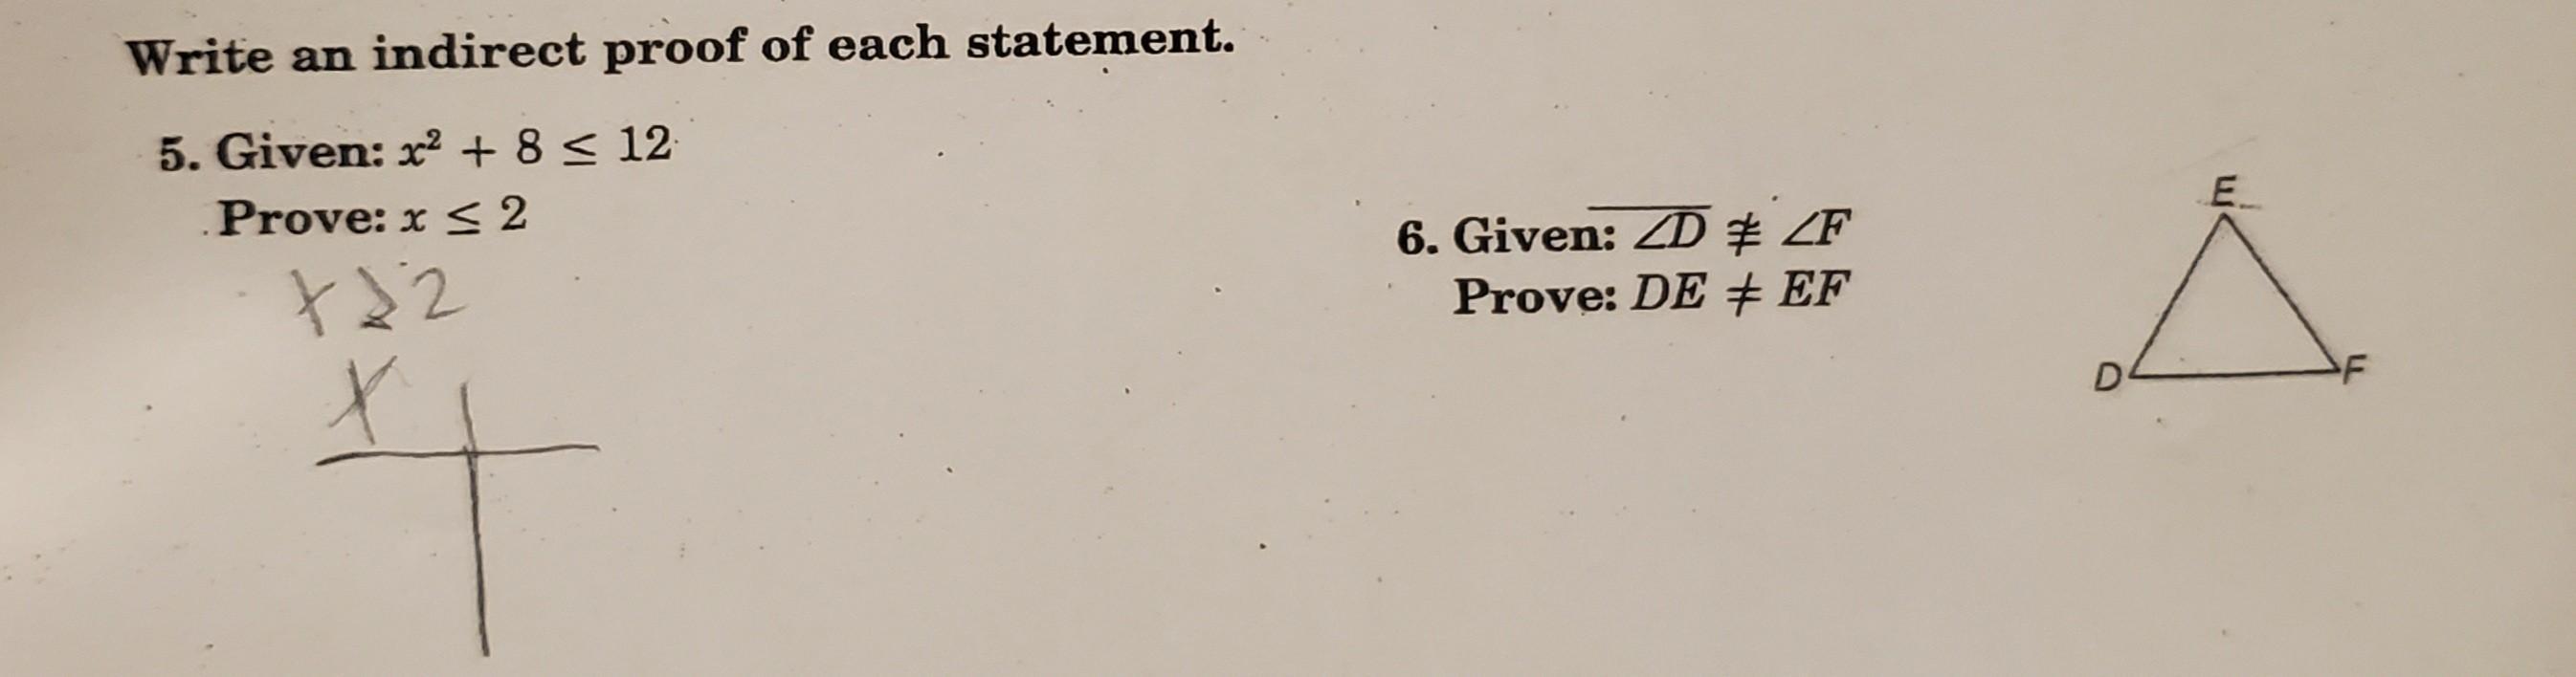 Write an indirect proof of each statement.
5. Given: x² + 8 ≤ 12
Prove: x ≤ 2
x ≥ 2
x
6. Given: ∠D ≇ ∠F
Prove: DE ≠ EF
E
D
F